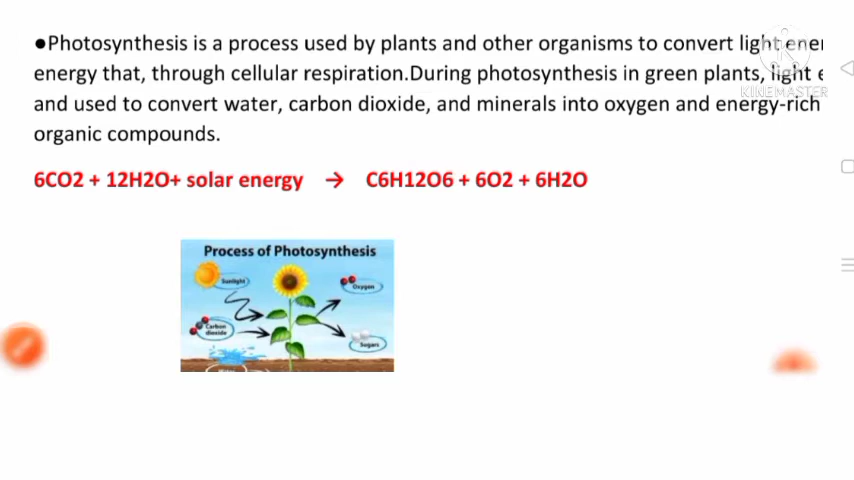 ●Photosynthesis is a process used by plants and other organisms to convert light
energy that, through cellular respiration.During photosynthesis in green plants, light
and used to convert water, carbon dioxide, and minerals into oxygen and energy-rich
organic compounds.
6CO2 + 12H2O+ solar energy → C6H12O6 + 6O2 + 6H2O
KINEMASTER
Process of Photosynthesis
Sunlight
Oxygen
Carbon
dioxide
Sugars